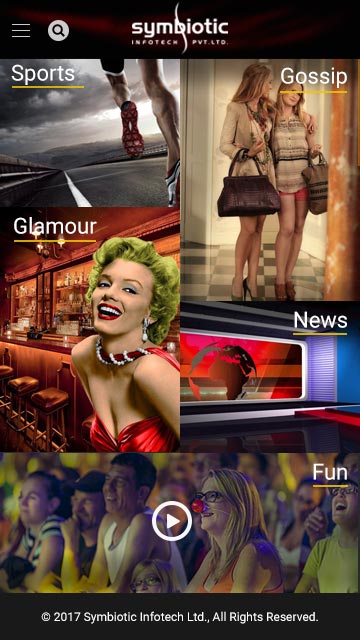 symbiotic
INFOTECH PVT.LTD.
Sports
Gossip
Glamour
News
Fun
© 2017 Symbiotic Infotech Ltd., All Rights Reserved.